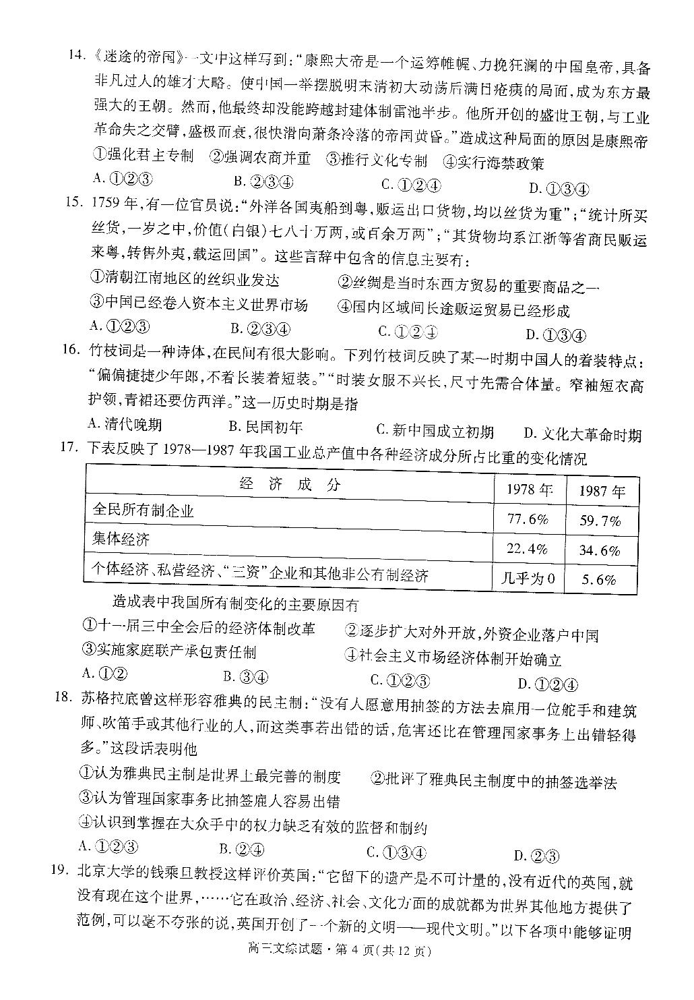 14.《迷途的帝国》一文中这样写到:“康熙大帝是一个运筹帷幄、力挽狂澜的中国皇帝,具备
非凡过人的雄才大略。使中国一举摆脱明末清初大动荡后满目疮痍的局面,成为东方最
强大的王朝。然而,他最终却没能跨越封建体制雷池半步。他所开创的盛世王朝,与工业
革命失之交臂,盛极而衰,很快滑向萧条冷落的帝国黄昏。”造成这种局面的原因是康熙帝
①强化君主专制 ②强调农商并重 ③推行文化专制 ④实行海禁政策
A.①②③ B.②③④ C.①②④ D.①③④
15. 1759 年,有一位官员说:“外洋各国夷船到粤,贩运出口货物,均以丝货为重”;“统计所买
丝货,一岁之中,价值(白银)七八十万两,或百余万两”;“其货物均系江浙等省商民贩运
来粤,转售外夷,载运回国”。这些言辞中包含的信息主要有:
①清朝江南地区的丝织业发达 ②丝绸是当时东西方贸易的重要商品之一
③中国已经卷入资本主义世界市场 ④国内区域间长途贩运贸易已经形成
A.①②③ B.②③④ C.①②④ D.①③④
16. 竹枝词是一种诗体,在民间有很大影响。下列竹枝词反映了某一时期中国人的着装特点:
“偏偏捷捷少年郎,不着长装着短装。”“时装女服不兴长,尺寸先需合体量。窄袖短衣高
护领,青裙还要仿西洋。”这一历史时期是指
A. 清代晚期 B. 民国初年 C. 新中国成立初期 D. 文化大革命时期
17. 下表反映了 1978—1987 年我国工业总产值中各种经济成分所占比重的变化情况
经 济 成 分 1978 年 1987 年
全民所有制企业 77.6% 59.7%
集体经济 22.4% 34.6%
个体经济、私营经济、“三资”企业和其他非公有制经济 几乎为 0 5.6%
造成表中我国所有制变化的主要原因有
①十一届三中全会后的经济体制改革 ②逐步扩大对外开放,外资企业落户中国
③实施家庭联产承包责任制 ④社会主义市场经济体制开始确立
A.①② B.③④ C.①②③ D.①②④
18. 苏格拉底曾这样形容雅典的民主制:“没有人愿意用抽签的方法去雇用一位舵手和建筑
师、吹笛手或其他行业的人,而这类事若出错的话,危害还比在管理国家事务上出错轻得
多。”这段话表明他
①认为雅典民主制是世界上最完善的制度 ②批评了雅典民主制度中的抽签选举法
③认为管理国家事务比抽签雇人容易出错
④认识到掌握在大众手中的权力缺乏有效的监督和制约
A.①②③ B.②④ C.①③④ D.②③
19. 北京大学的钱乘旦教授这样评价英国:“它留下的遗产是不可计量的,没有近代的英国,就
没有现在这个世界,……它在政治、经济、社会、文化方面的成就都为世界其他地方提供了
范例,可以毫不夸张的说,英国开创了一个新的文明——现代文明。”以下各项中能够证明
高三文综试题·第 4 页(共 12 页)